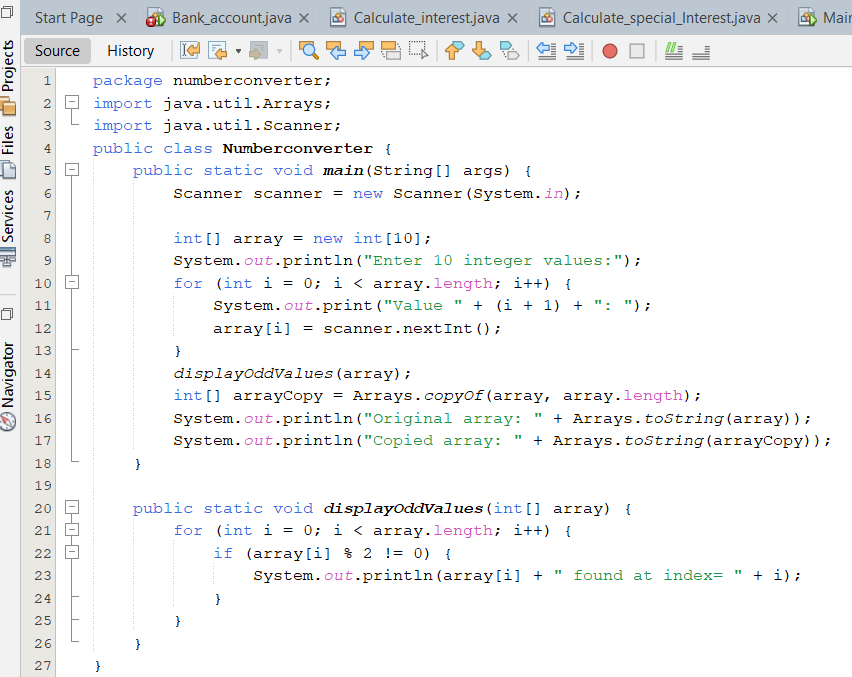 Start Page Bank_account.java Calculate_interest.java Calculate_special_Interest.java Main
Source History
Projects
Files
Services
Navigator
1 package numberconverter;
2 import java.util.Arrays;
3 import java.util.Scanner;
4 public class Numberconverter {
5 public static void main(String[] args) {
6 Scanner scanner = new Scanner(System.in);
7
8 int[] array = new int[10];
9 System.out.println("Enter 10 integer values:");
10 for (int i = 0; i < array.length; i++) {
11 System.out.print("Value " + (i + 1) + ": ");
12 array[i] = scanner.nextInt();
13 }
14 displayOddValues(array);
15 int[] arrayCopy = Arrays.copyOf(array, array.length);
16 System.out.println("Original array: " + Arrays.toString(array));
17 System.out.println("Copied array: " + Arrays.toString(arrayCopy));
18 }
19
20 public static void displayOddValues(int[] array) {
21 for (int i = 0; i < array.length; i++) {
22 if (array[i] % 2 != 0) {
23 System.out.println(array[i] + " found at index= " + i);
24 }
25 }
26 }
27 }